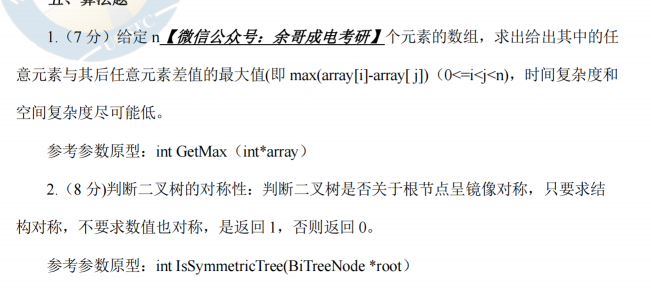 五、算法题
1.（7 分）给定 n【微信公众号：余哥成电考研】个元素的数组，求出给出其中的任
意元素与其后任意元素差值的最大值(即 max(array[i]-array[ j])（0<=i<j<n)，时间复杂度和
空间复杂度尽可能低。
参考参数原型：int GetMax（int*array）
2.（8 分)判断二叉树的对称性：判断二叉树是否关于根节点呈镜像对称，只要求结
构对称，不要求数值也对称，是返回 1，否则返回 0。
参考参数原型：int IsSymmetricTree(BiTreeNode *root）